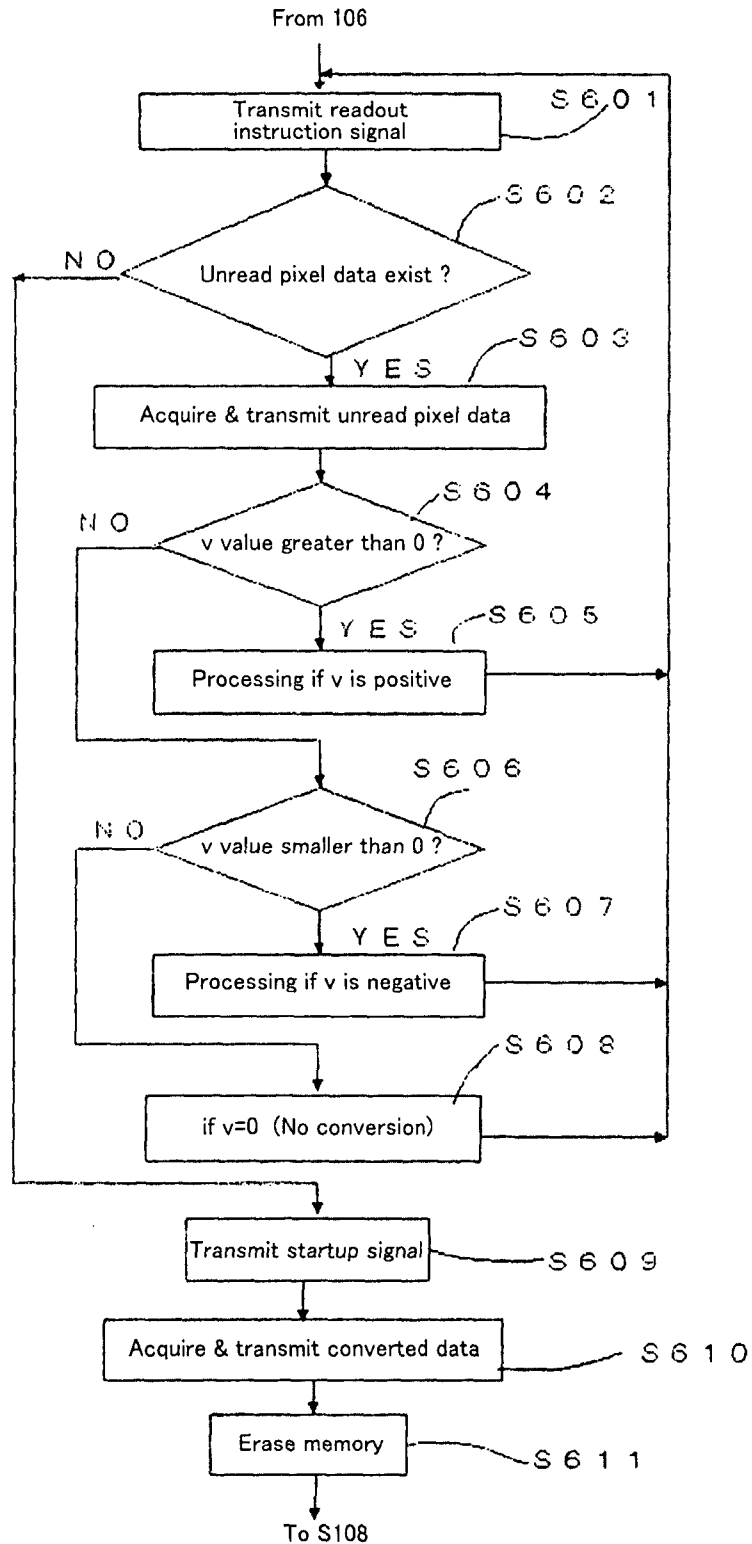 From 106
Transmit readout
instruction signal
S601
S602
NO
Unread pixel data exist ?
S603
YES
Acquire & transmit unread pixel data
S604
NO
v value greater than 0 ?
YES
S605
Processing if v is positive
S606
NO
v value smaller than 0 ?
S607
YES
Processing if v is negative
S608
if v=0 (No conversion)
Transmit startup signal
S609
Acquire & transmit converted data
S610
Erase memory
S611
To S108